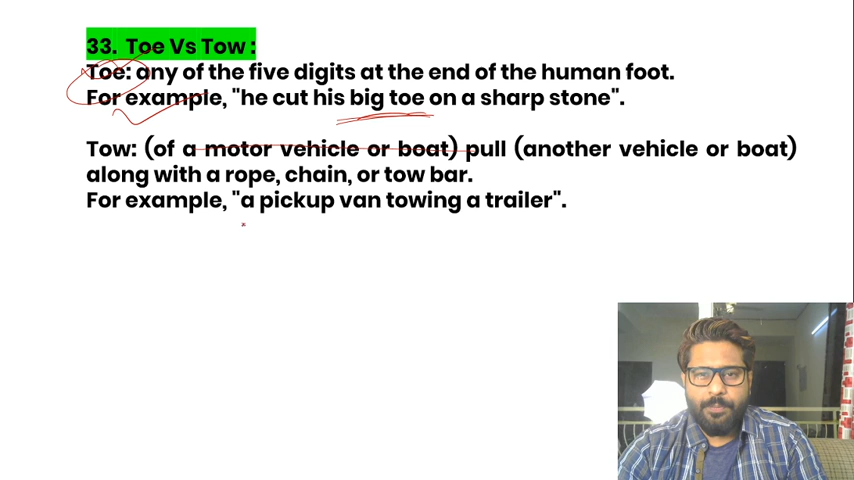 33. Toe Vs Tow :
Toe: any of the five digits at the end of the human foot.
For example, "he cut his big toe on a sharp stone".
Tow: (of a motor vehicle or boat) pull (another vehicle or boat)
along with a rope, chain, or tow bar.
For example, "a pickup van towing a trailer".